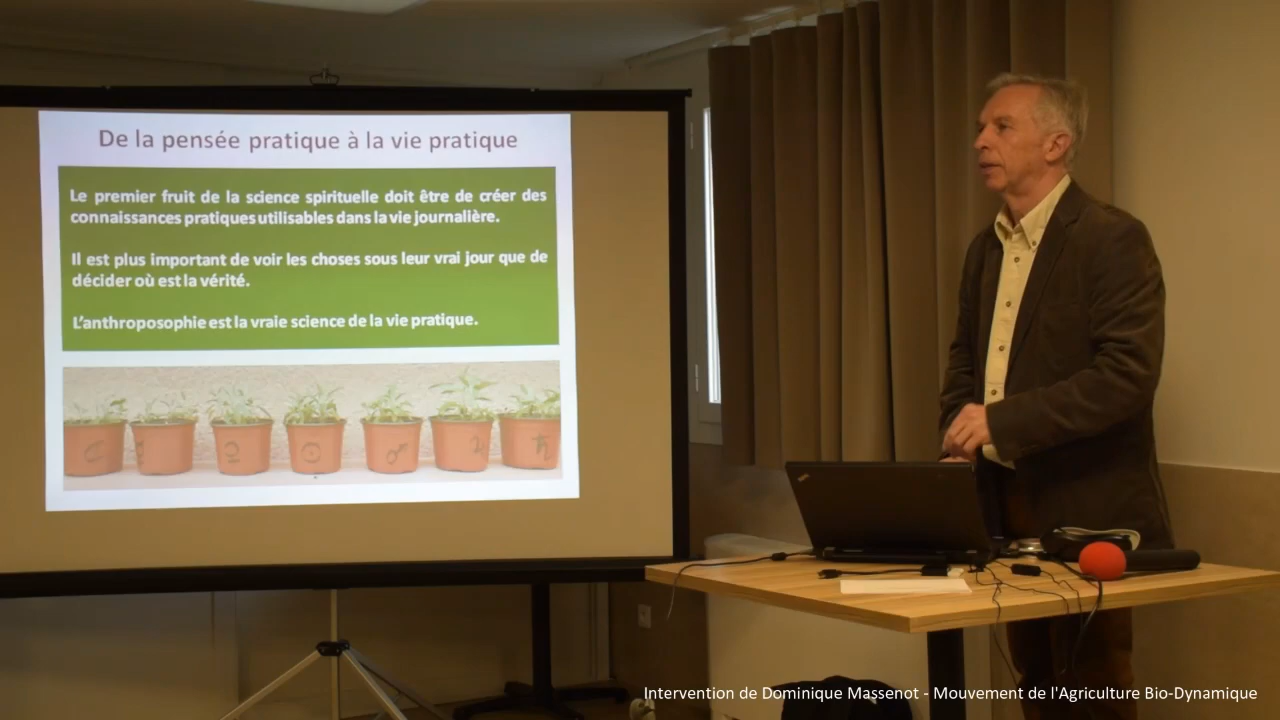 De la pensée pratique à la vie pratique
Le premier fruit de la science spirituelle doit être de créer des
connaissances pratiques utilisables dans la vie journalière.
Il est plus important de voir les choses sous leur vrai jour que de
décider où est la vérité.
L'anthroposophie est la vraie science de la vie pratique.
Intervention de Dominique Massenot - Mouvement de l'Agriculture Bio-Dynamique